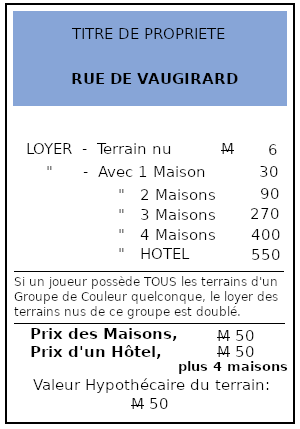 TITRE DE PROPRIETE
RUE DE VAUGIRARD
LOYER - Terrain nu M 6
" - Avec 1 Maison 30
" 2 Maisons 90
" 3 Maisons 270
" 4 Maisons 400
" HOTEL 550
Si un joueur possède TOUS les terrains d'un
Groupe de Couleur quelconque, le loyer des
terrains nus de ce groupe est doublé.
Prix des Maisons, M 50
Prix d'un Hôtel, M 50
plus 4 maisons
Valeur Hypothécaire du terrain:
M 50